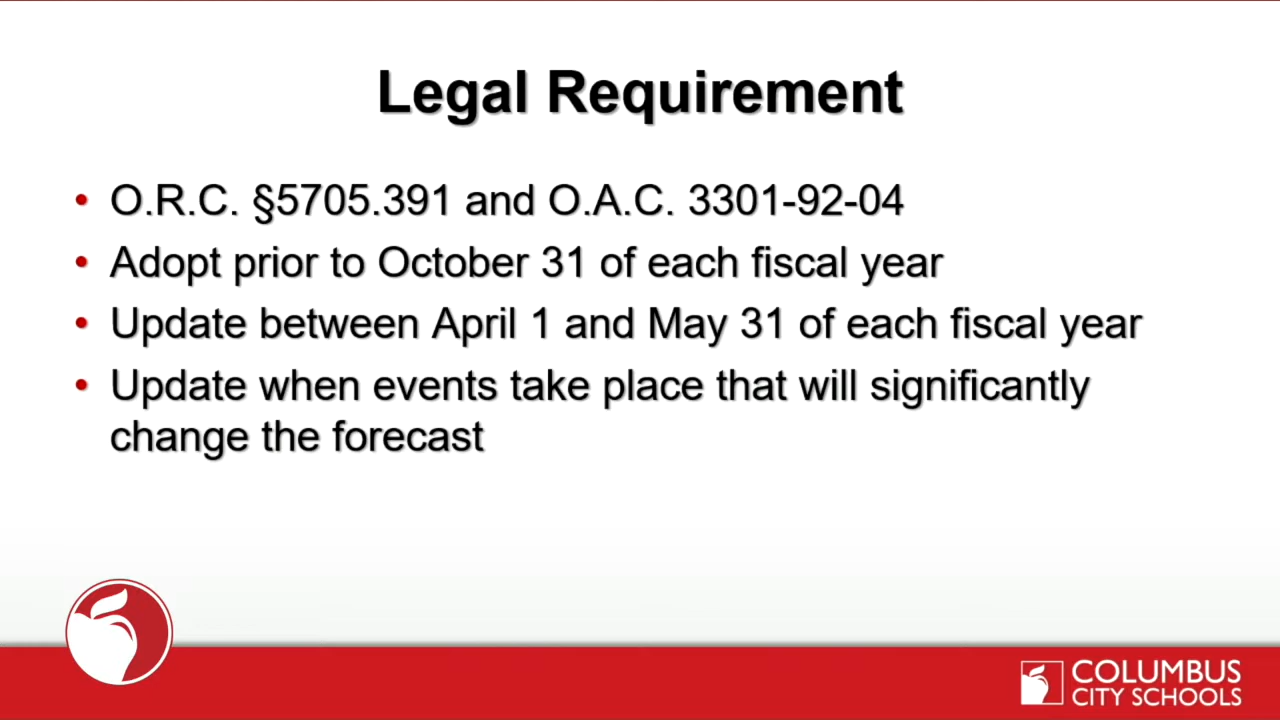 Legal Requirement
• O.R.C. §5705.391 and O.A.C. 3301-92-04
• Adopt prior to October 31 of each fiscal year
• Update between April 1 and May 31 of each fiscal year
• Update when events take place that will significantly
change the forecast
COLUMBUS
CITY SCHOOLS